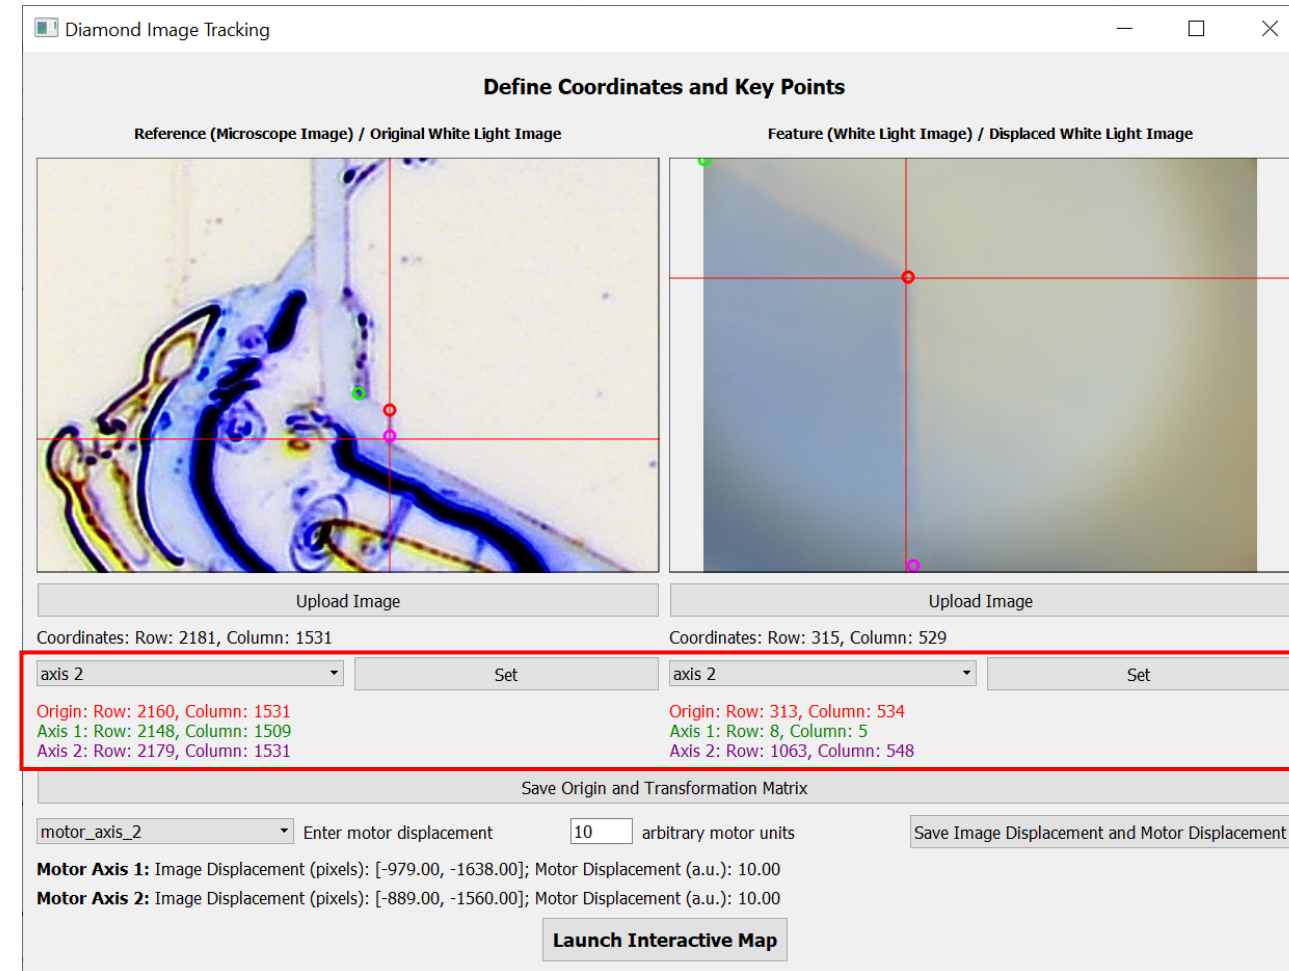 Diamond Image Tracking
Define Coordinates and Key Points
Reference (Microscope Image) / Original White Light Image
Feature (White Light Image) / Displaced White Light Image
Upload Image
Upload Image
Coordinates: Row: 2181, Column: 1531
Coordinates: Row: 315, Column: 529
axis 2
Set
axis 2
Set
Origin: Row: 2160, Column: 1531
Axis 1: Row: 2148, Column: 1509
Axis 2: Row: 2179, Column: 1531
Origin: Row: 313, Column: 534
Axis 1: Row: 8, Column: 5
Axis 2: Row: 1063, Column: 548
Save Origin and Transformation Matrix
motor_axis_2
Enter motor displacement
10
arbitrary motor units
Save Image Displacement and Motor Displacement
Motor Axis 1: Image Displacement (pixels): [-979.00, -1638.00]; Motor Displacement (a.u.): 10.00
Motor Axis 2: Image Displacement (pixels): [-889.00, -1560.00]; Motor Displacement (a.u.): 10.00
Launch Interactive Map